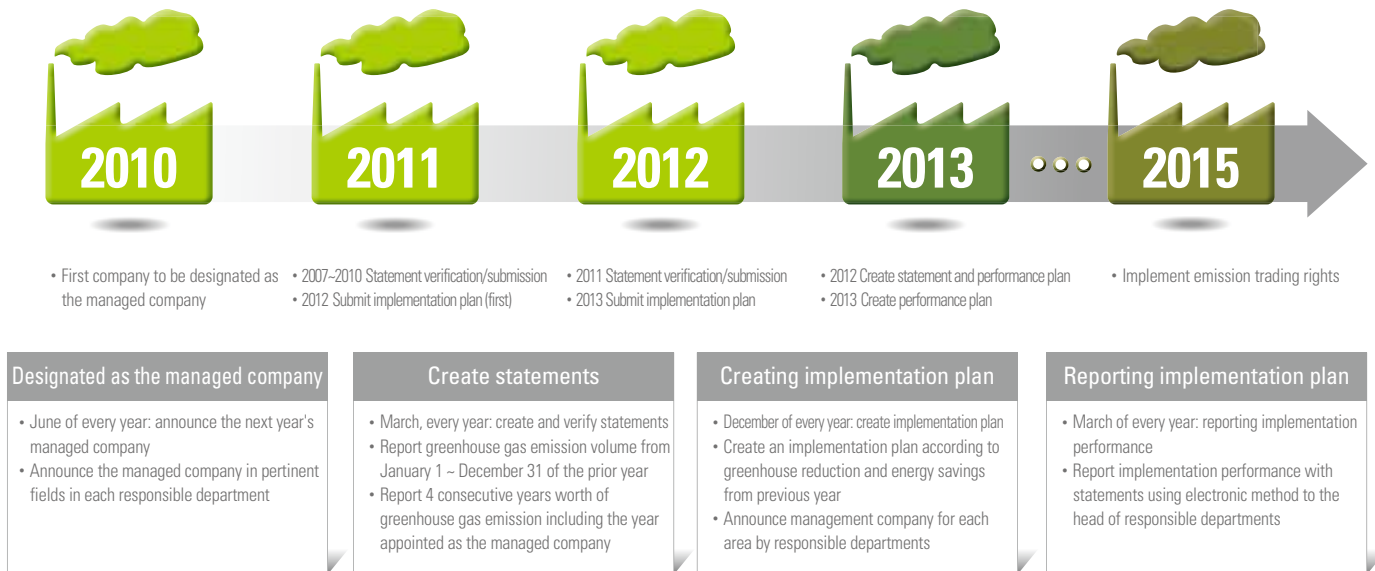 2010
2011
2012
2013
2015
• First company to be designated as
the managed company
• 2007~2010 Statement verification/submission
• 2012 Submit implementation plan (first)
• 2011 Statement verification/submission
• 2013 Submit implementation plan
• 2012 Create statement and performance plan
• 2013 Create performance plan
• Implement emission trading rights
Designated as the managed company
• June of every year: announce the next year's
managed company
• Announce the managed company in pertinent
fields in each responsible department
Create statements
• March, every year: create and verify statements
• Report greenhouse gas emission volume from
January 1 ~ December 31 of the prior year
• Report 4 consecutive years worth of
greenhouse gas emission including the year
appointed as the managed company
Creating implementation plan
• December of every year: create implementation plan
• Create an implementation plan according to
greenhouse reduction and energy savings
from previous year
• Announce management company for each
area by responsible departments
Reporting implementation plan
• March of every year: reporting implementation
performance
• Report implementation performance with
statements using electronic method to the
head of responsible departments